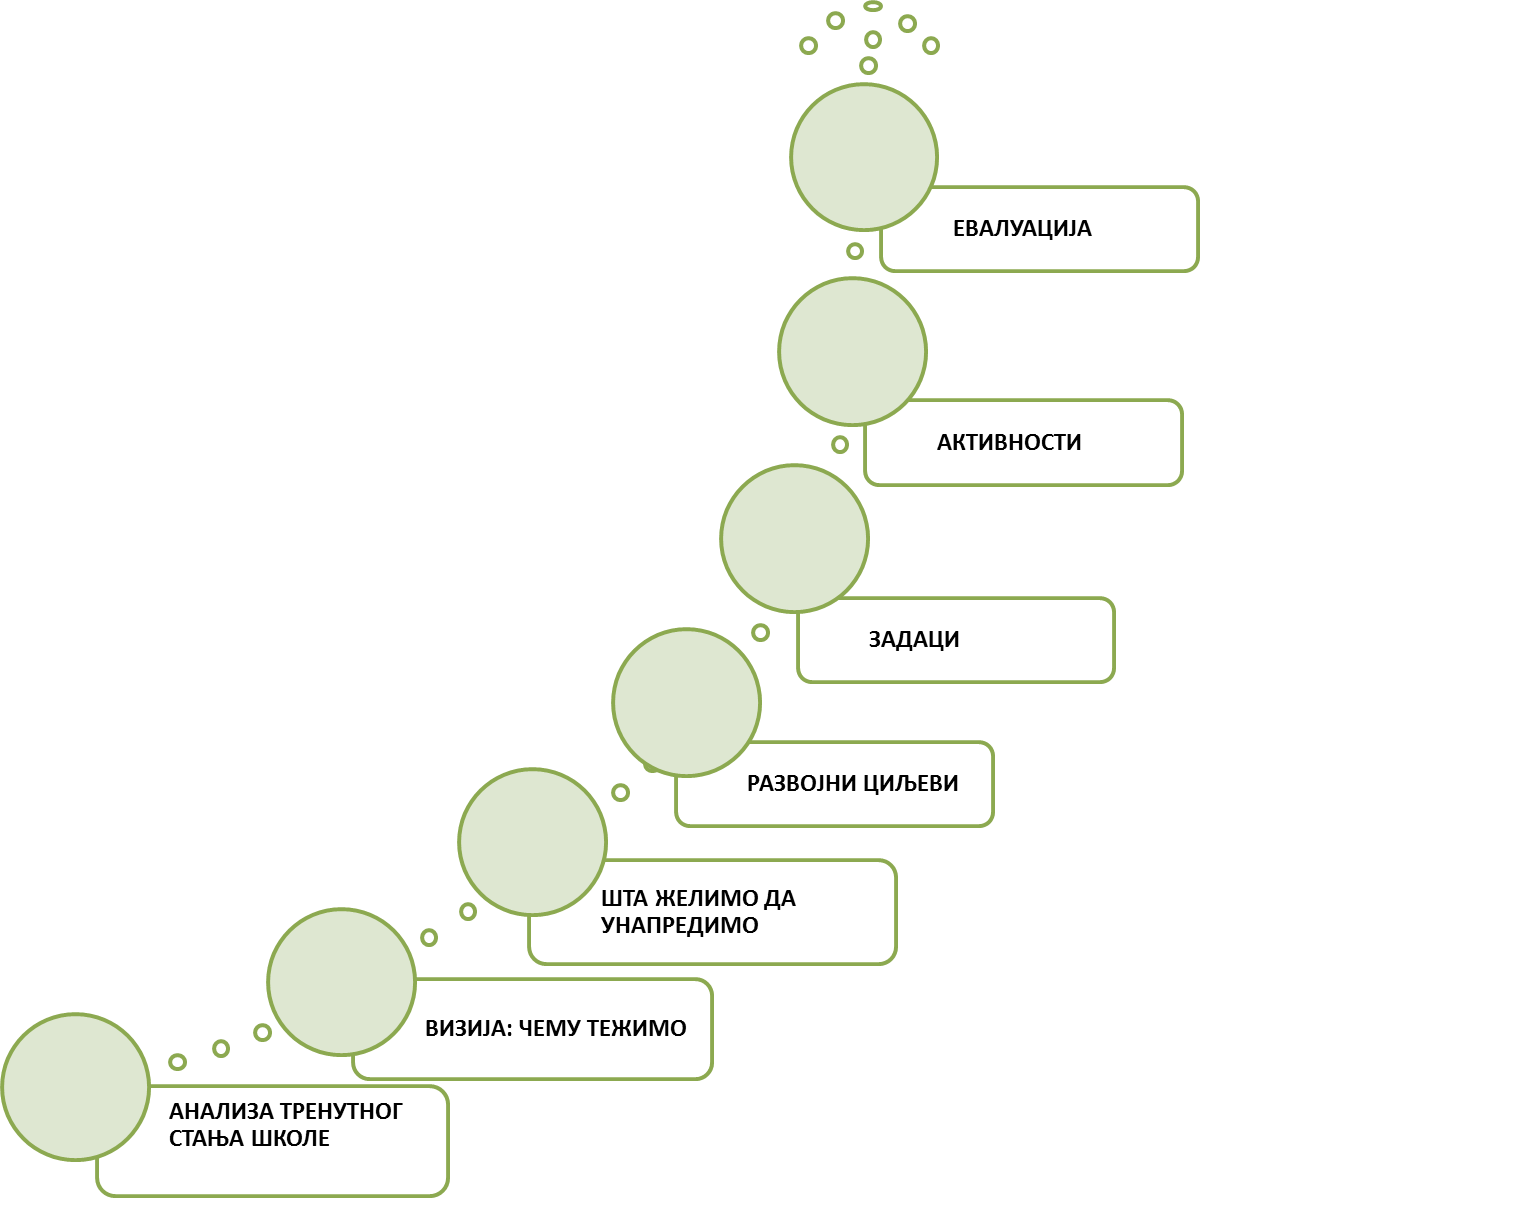 ЕВАЛУАЦИЈА
АКТИВНОСТИ
ЗАДАЦИ
РАЗВОЈНИ ЦИЉЕВИ
ШТА ЖЕЛИМО ДА
УНАПРЕДИМО
ВИЗИЈА: ЧЕМУ ТЕЖИМО
АНАЛИЗА ТРЕНУТНОГ
СТАЊА ШКОЛЕ